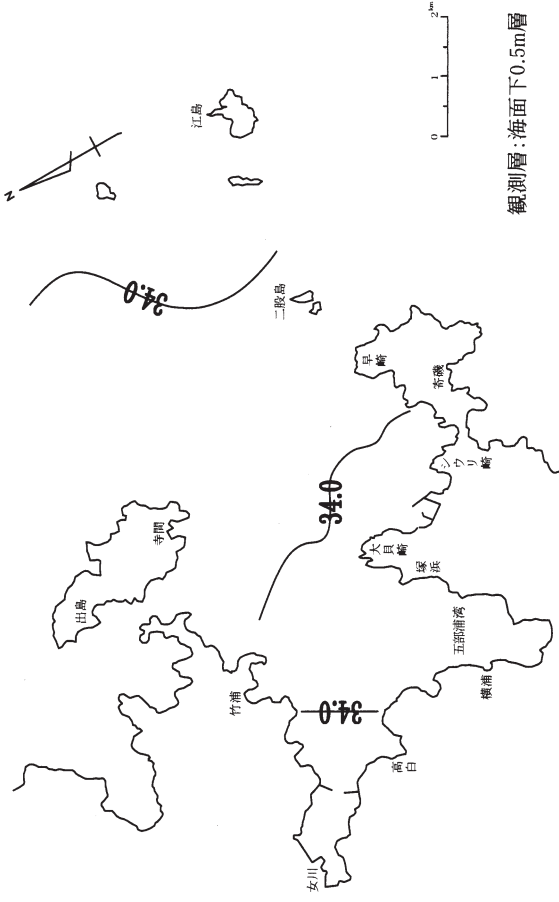 N
江島
2
km
1
0
観測層:海面下0.5m層
34.0
二股島
早崎
寄磯
シウリ崎
34.0
寺間
大貝崎
塚浜
出島
五部浦湾
竹浦
34.0
横浦
高白
女川